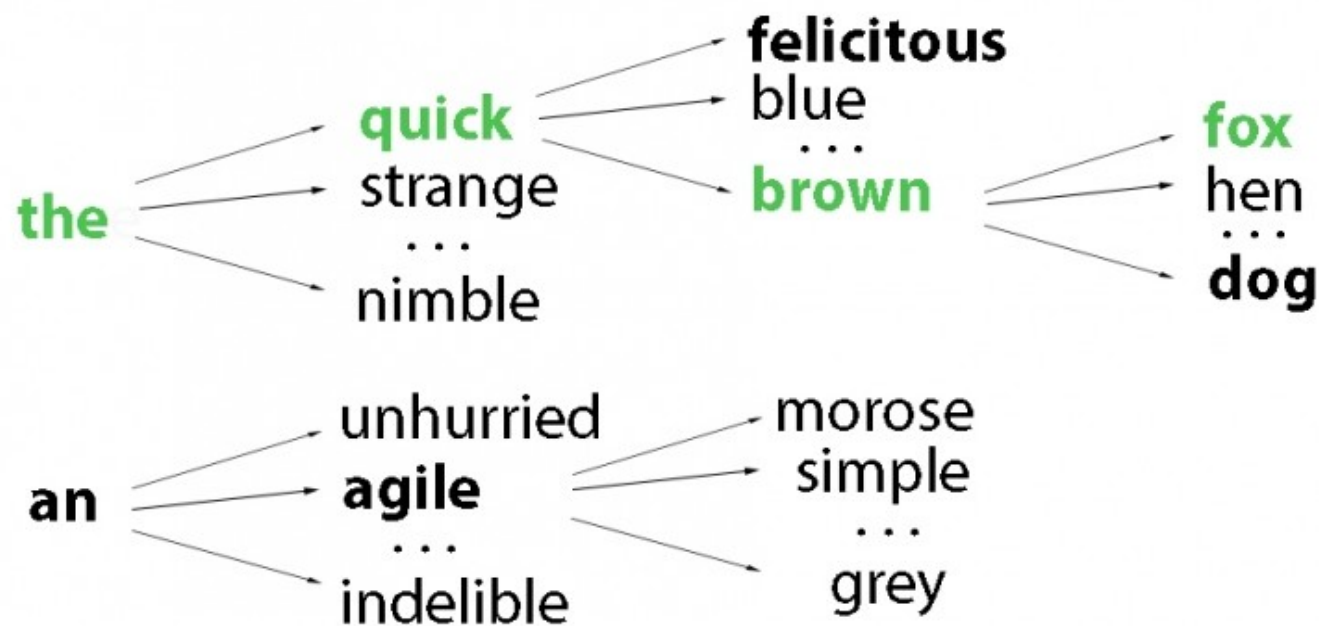 the
quick
strange
...
nimble
felicitous
blue
...
brown
fox
hen
...
dog
an
unhurried
agile
...
indelible
morose
simple
...
grey